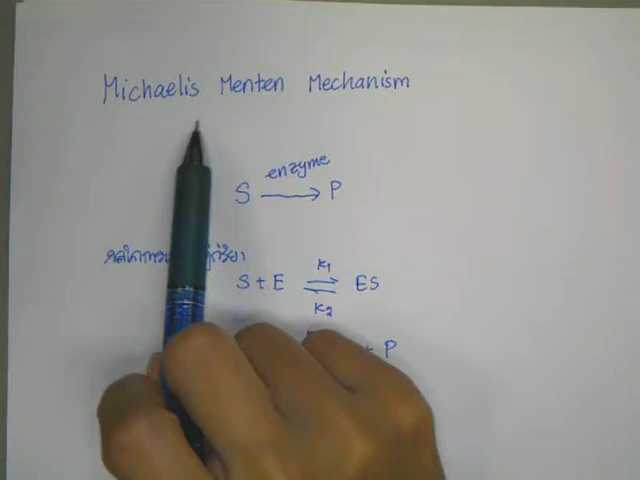 Michaelis Menten Mechanism
enzyme
S → P
k₁
S + E ⇌ ES
k₂
+ P